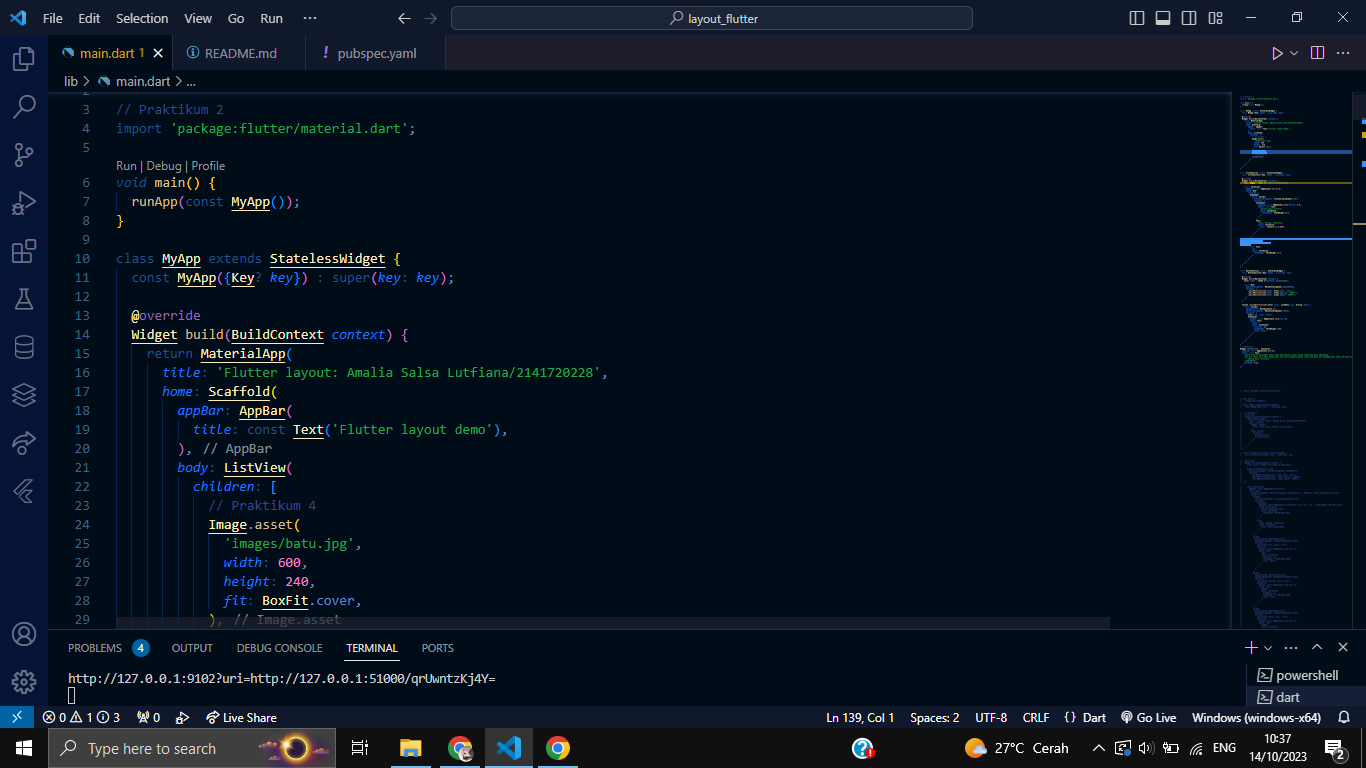 File Edit Selection View Go Run ···
layout_flutter
main.dart 1
README.md
pubspec.yaml
lib > main.dart > ...
3 // Praktikum 2
4 import 'package:flutter/material.dart';
5
Run | Debug | Profile
6 void main() {
7 runApp(const MyApp());
8 }
9
10 class MyApp extends StatelessWidget {
11 const MyApp({Key? key}) : super(key: key);
12
13 @override
14 Widget build(BuildContext context) {
15 return MaterialApp(
16 title: 'Flutter layout: Amalia Salsa Lutfiana/2141720228',
17 home: Scaffold(
18 appBar: AppBar(
19 title: const Text('Flutter layout demo'),
20 ), // AppBar
21 body: ListView(
22 children: [
23 // Praktikum 4
24 Image.asset(
25 'images/batu.jpg',
26 width: 600,
27 height: 240,
28 fit: BoxFit.cover,
29 ), // Image.asset
PROBLEMS 4 OUTPUT DEBUG CONSOLE TERMINAL PORTS
http://127.0.0.1:9102?uri=http://127.0.0.1:51000/qrUwntzKj4Y=
powershell
dart
0 1 3 0 Live Share Ln 139, Col 1 Spaces: 2 UTF-8 CRLF {} Dart Go Live Windows (windows-x64)
Type here to search
27°C Cerah
ENG
10:37
14/10/2023
2